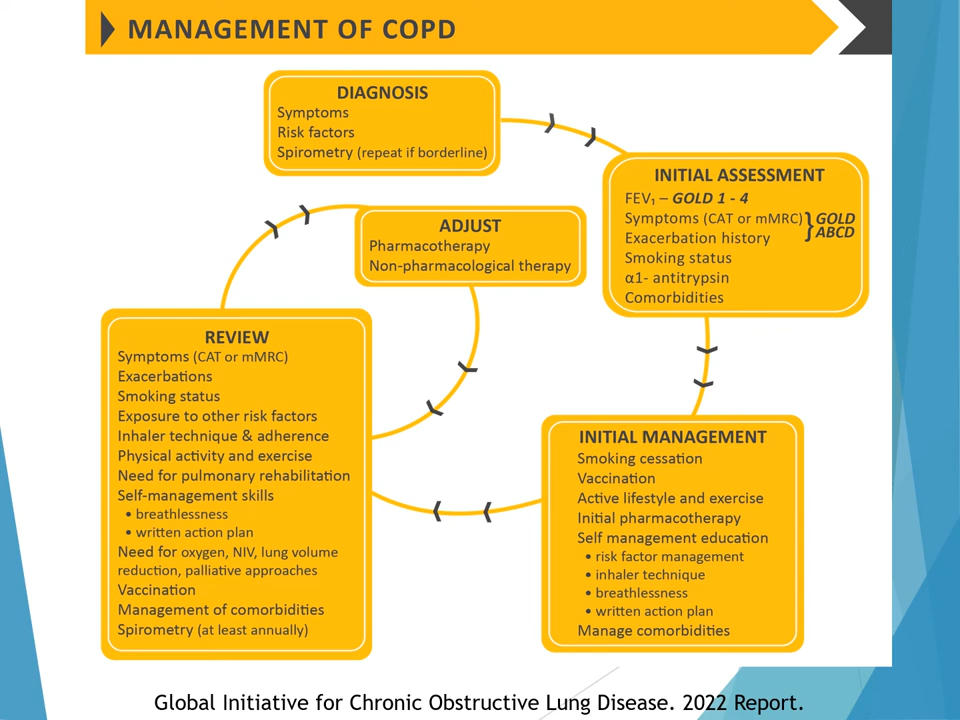 MANAGEMENT OF COPD
DIAGNOSIS
Symptoms
Risk factors
Spirometry (repeat if borderline)
INITIAL ASSESSMENT
FEV₁ – GOLD 1 - 4
Symptoms (CAT or mMRC)
Exacerbation history
GOLD
ABCD
Smoking status
α1- antitrypsin
Comorbidities
ADJUST
Pharmacotherapy
Non-pharmacological therapy
INITIAL MANAGEMENT
Smoking cessation
Vaccination
Active lifestyle and exercise
Initial pharmacotherapy
Self management education
• risk factor management
• inhaler technique
• breathlessness
• written action plan
Manage comorbidities
REVIEW
Symptoms (CAT or mMRC)
Exacerbations
Smoking status
Exposure to other risk factors
Inhaler technique & adherence
Physical activity and exercise
Need for pulmonary rehabilitation
Self-management skills
• breathlessness
• written action plan
Need for oxygen, NIV, lung volume
reduction, palliative approaches
Vaccination
Management of comorbidities
Spirometry (at least annually)
Global Initiative for Chronic Obstructive Lung Disease. 2022 Report.